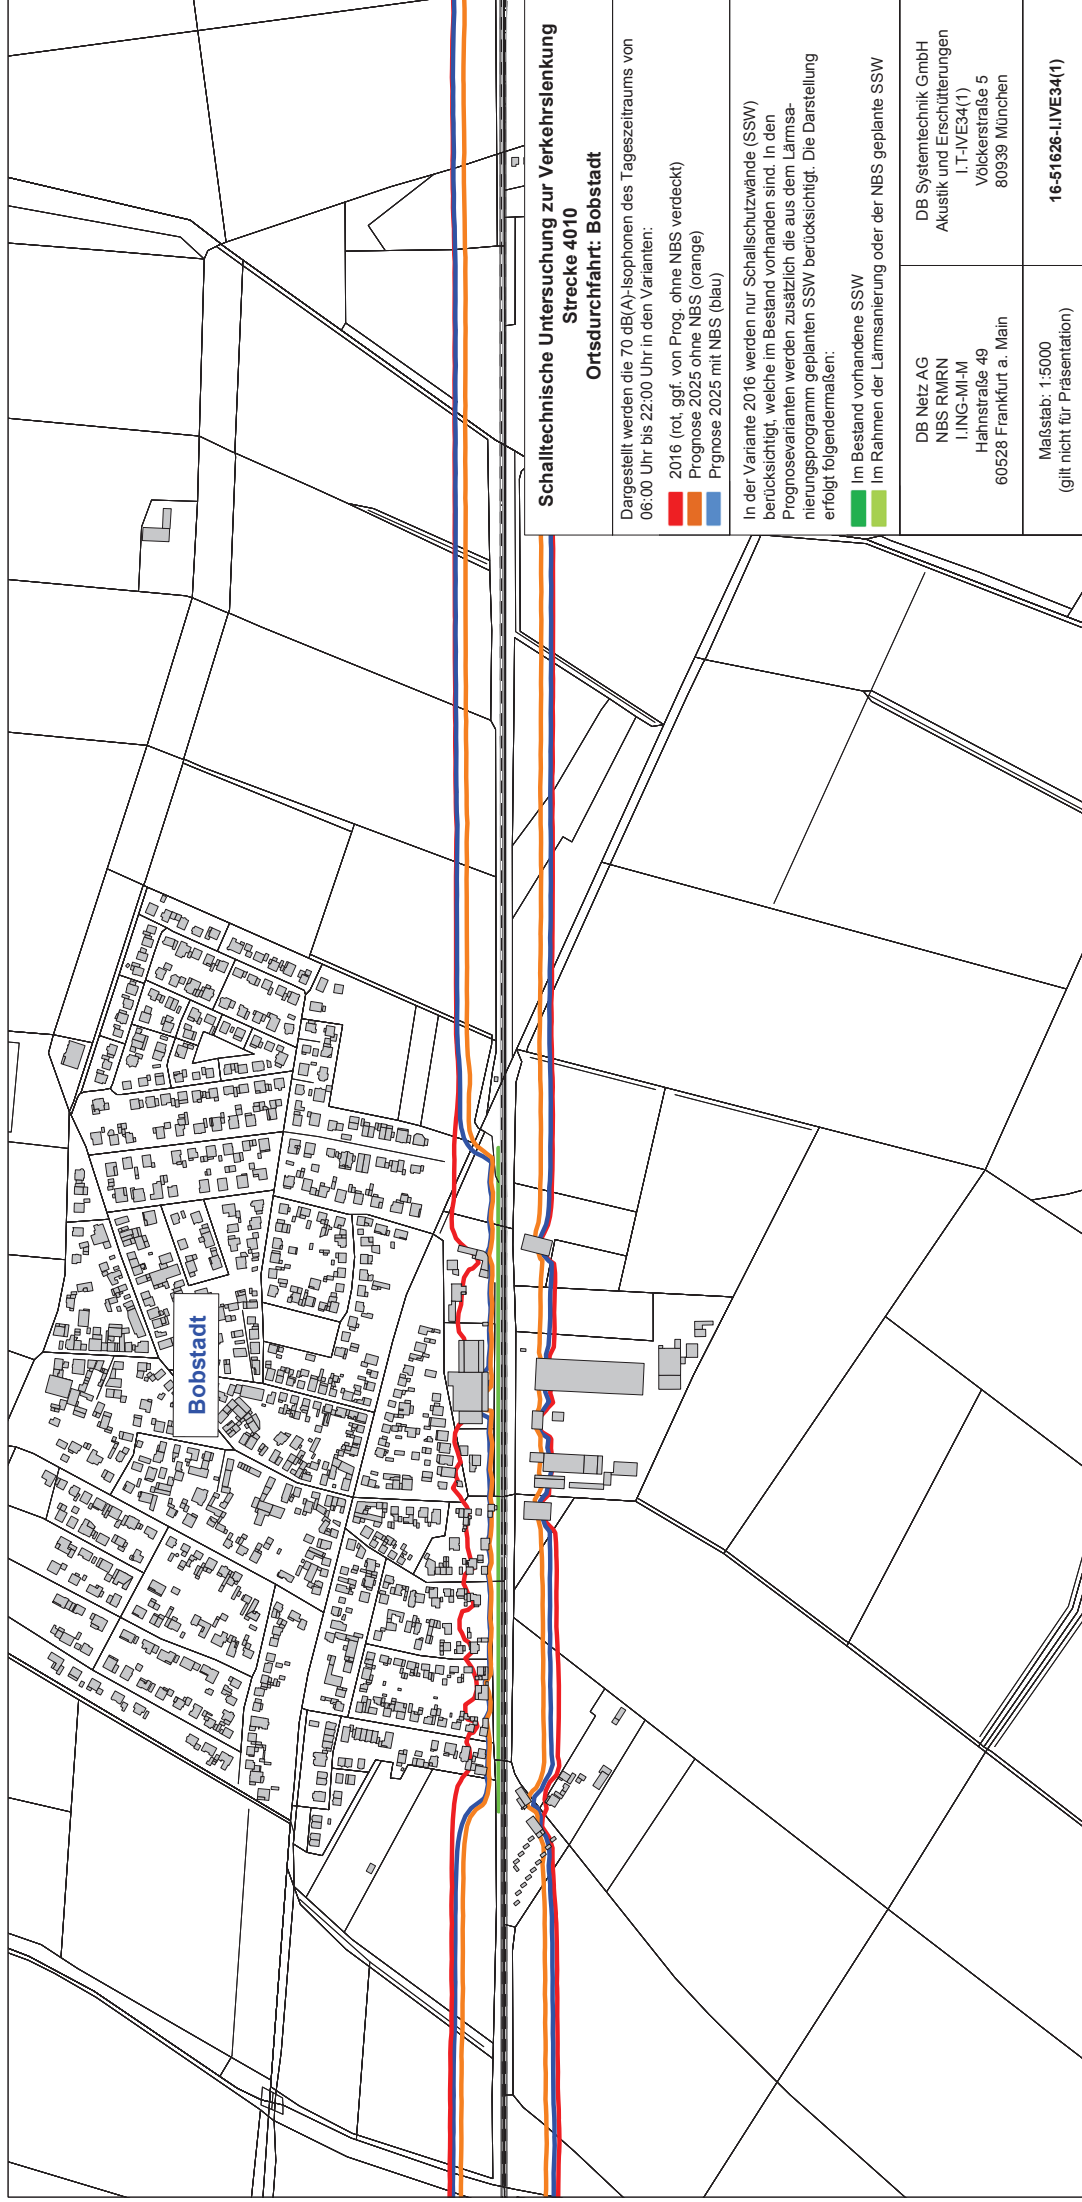 Bobstadt
Schalltechnische Untersuchung zur Verkehrslenkung
Strecke 4010
Ortsdurchfahrt: Bobstadt
Dargestellt werden die 70 dB(A)-Isophonen des Tageszeitraums von
06:00 Uhr bis 22:00 Uhr in den Varianten:
2016 (rot, ggf. von Prog. ohne NBS verdeckt)
Prognose 2025 ohne NBS (orange)
Prgnose 2025 mit NBS (blau)
In der Variante 2016 werden nur Schallschutzwände (SSW)
berücksichtigt, welche im Bestand vorhanden sind. In den
Prognosevarianten werden zusätzlich die aus dem Lärmsa-
nierungsprogramm geplanten SSW berücksichtigt. Die Darstellung
erfolgt folgendermaßen:
Im Bestand vorhandene SSW
Im Rahmen der Lärmsanierung oder der NBS geplante SSW
DB Netz AG
NBS RMRN
I.ING-MI-M
Hahnstraße 49
60528 Frankfurt a. Main
DB Systemtechnik GmbH
Akustik und Erschütterungen
I.T-IVE34(1)
Völckerstraße 5
80939 München
Maßstab: 1:5000
(gilt nicht für Präsentation)
16-51626-I.IVE34(1)